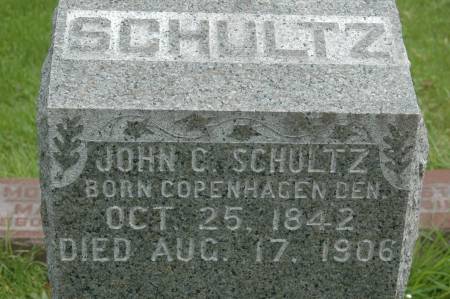 SCHULTZ
JOHN C. SCHULTZ
BORN COPENHAGEN DEN
OCT. 25, 1842
DIED AUG. 17, 1906